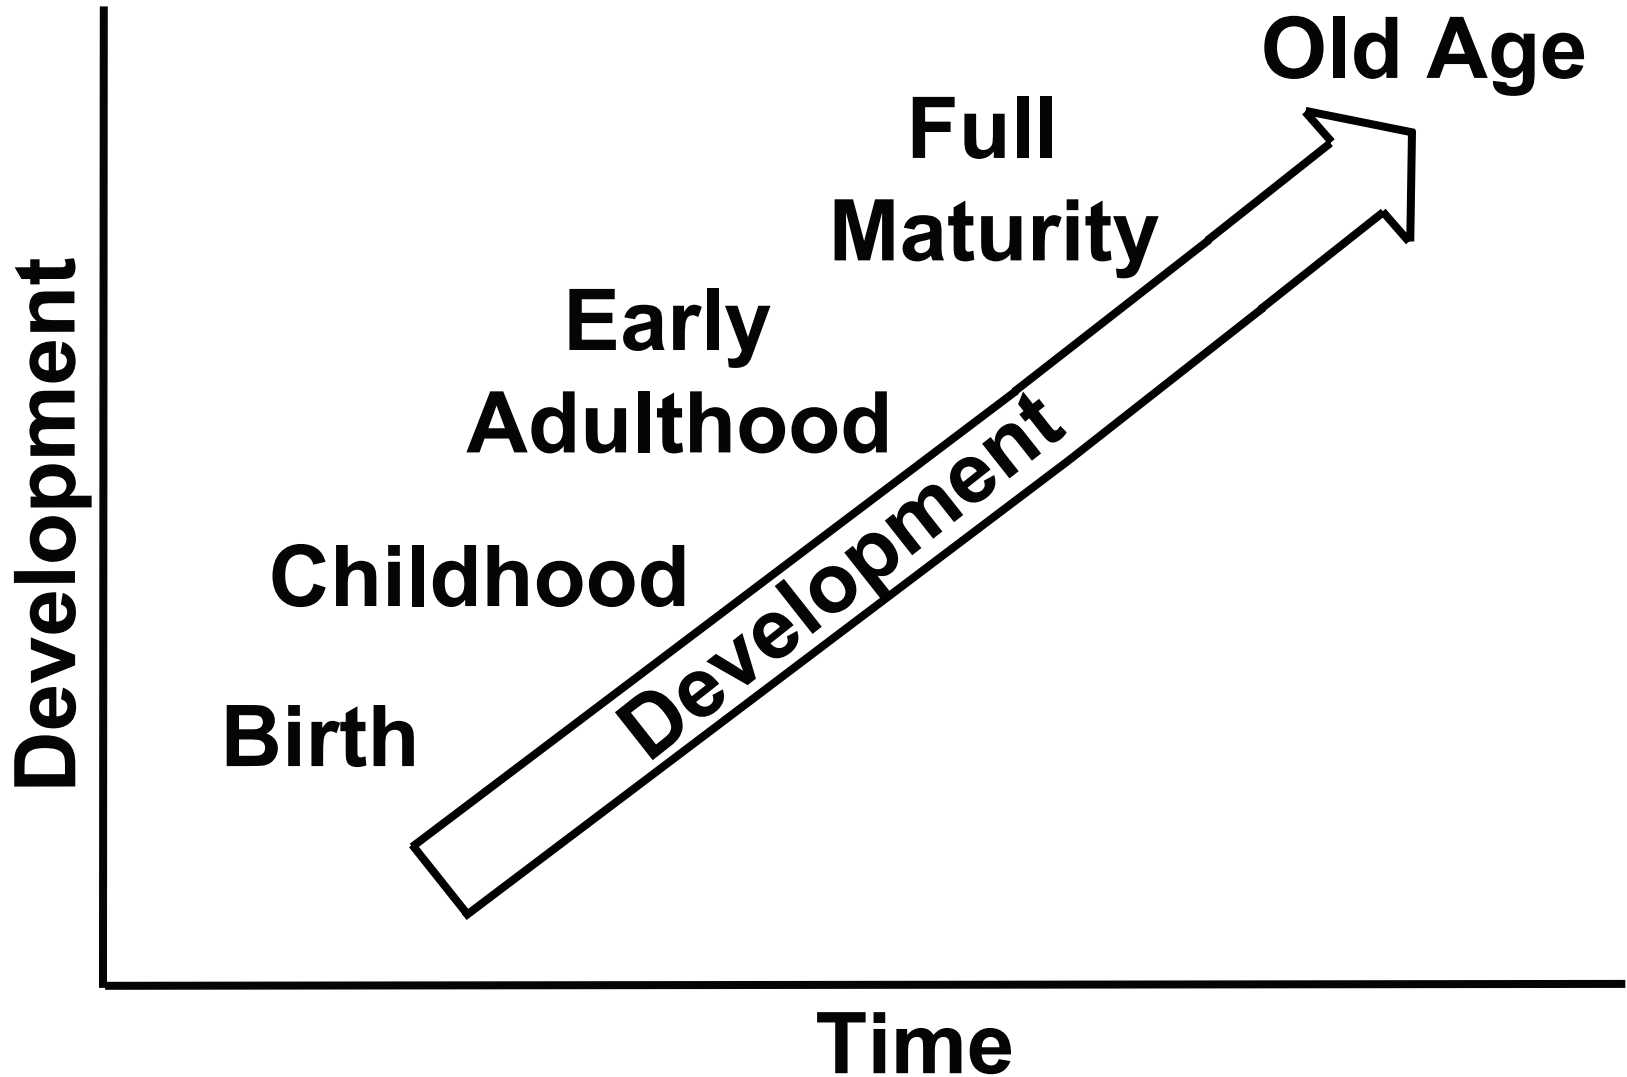 Old Age
Full
Maturity
Early
Adulthood
Childhood
Birth
Development
Development
Time